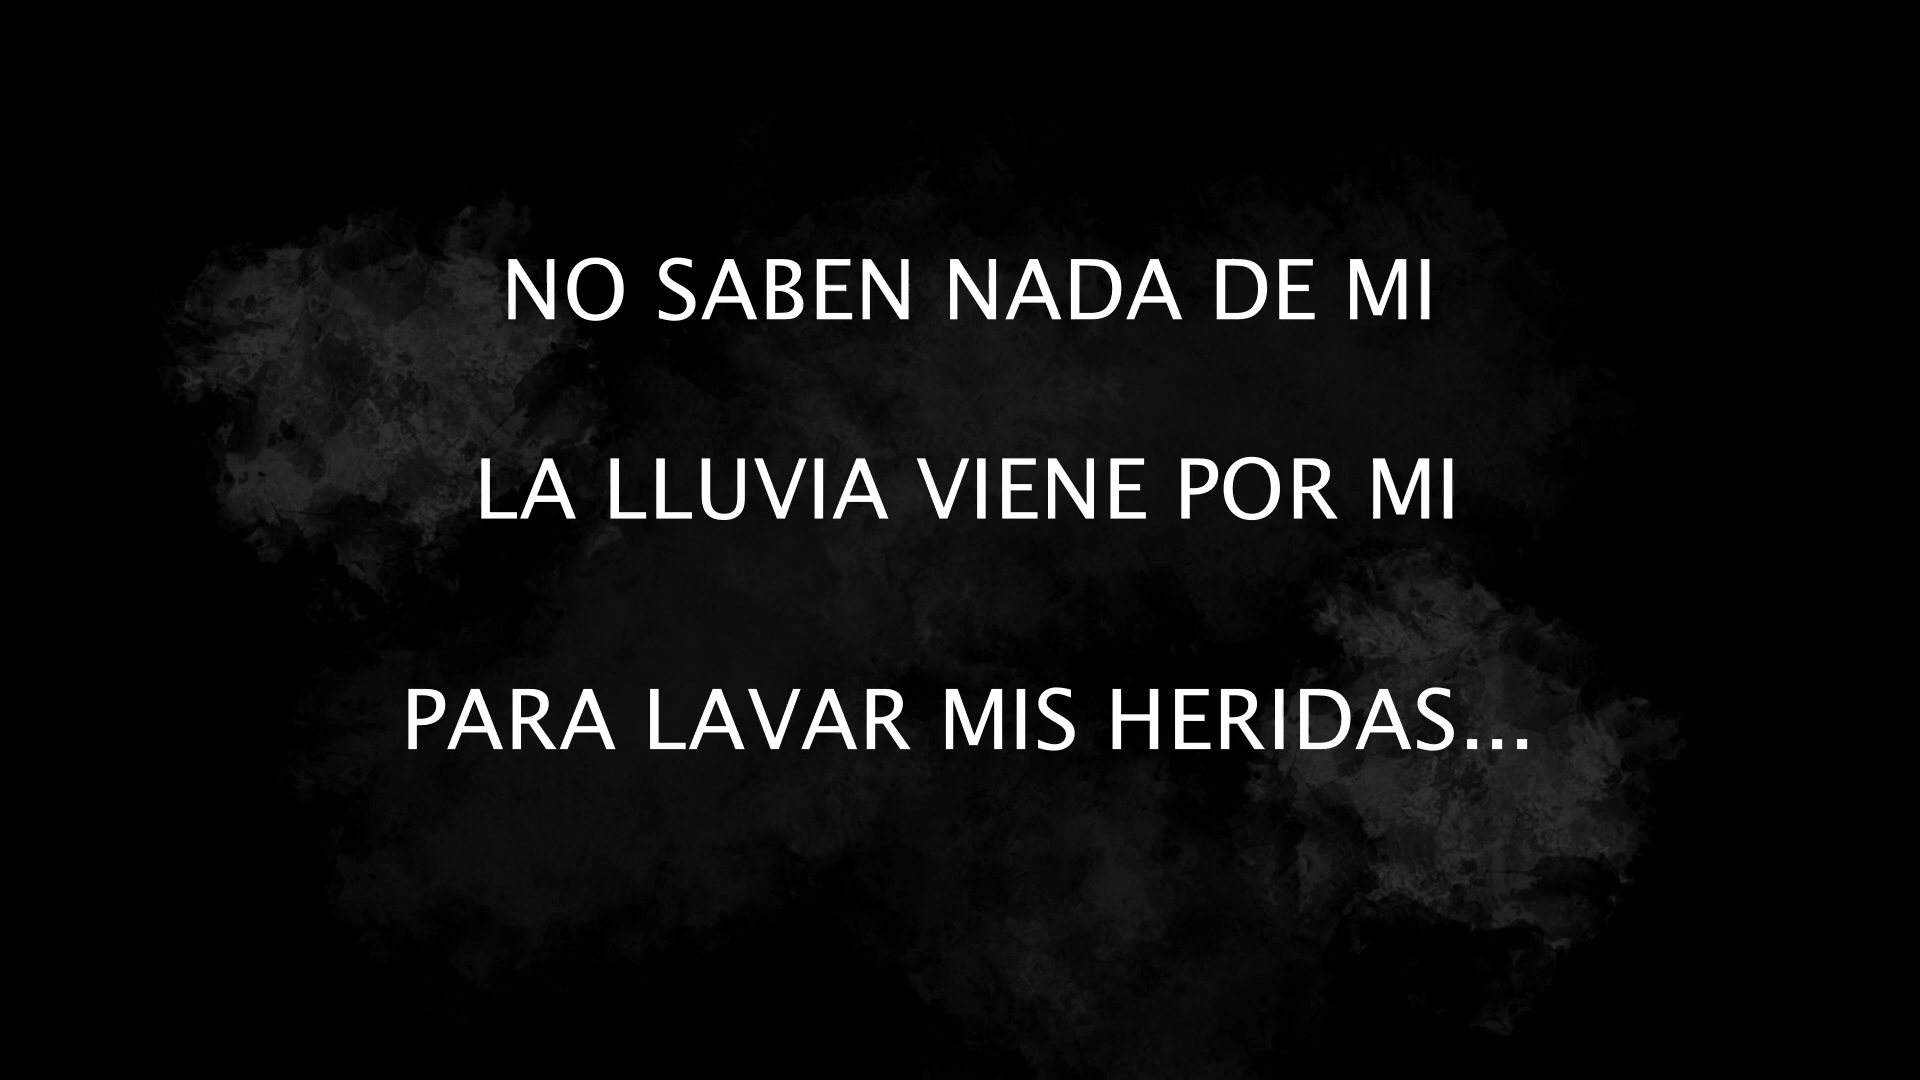 NO SABEN NADA DE MI
LA LLUVIA VIENE POR MI
PARA LAVAR MIS HERIDAS...